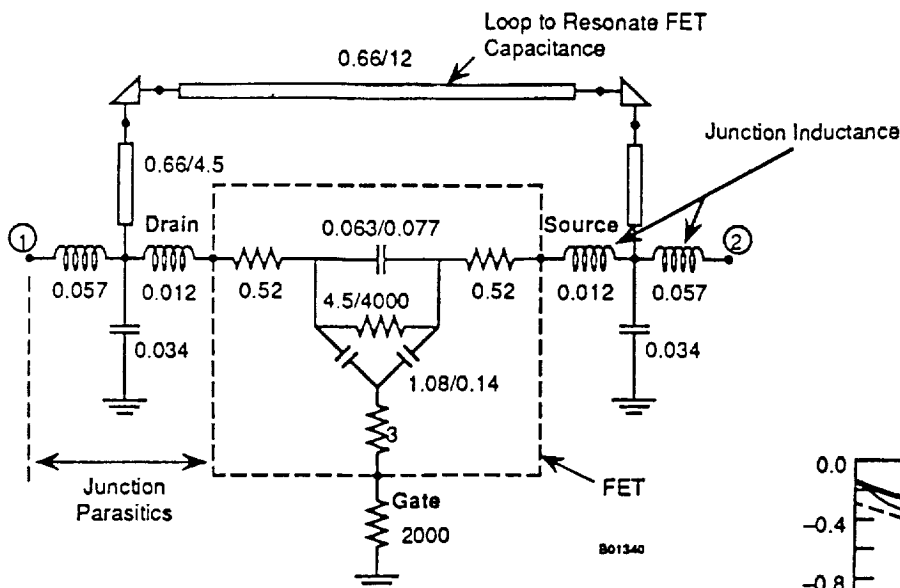 Loop to Resonate FET
Capacitance
0.66/12
Junction Inductance
0.66/4.5
Drain
0.063/0.077
Source
1
2
0.057
0.012
0.52
0.52
0.012
0.057
4.5/4000
0.034
1.08/0.14
0.034
3
Junction
Parasitics
Gate
FET
2000
B01340
0.0
−0.4
−0.8